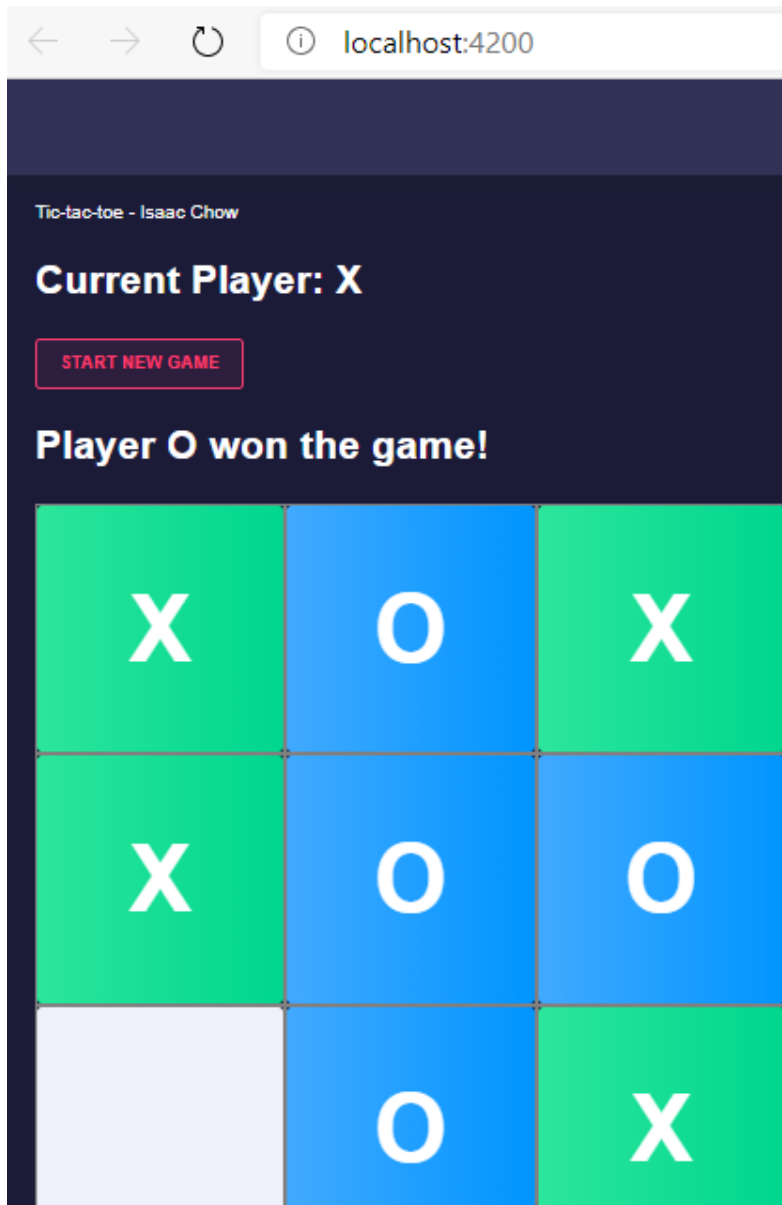 localhost:4200
Tic-tac-toe - Isaac Chow
Current Player: X
START NEW GAME
Player O won the game!
X O X
X O O
O X